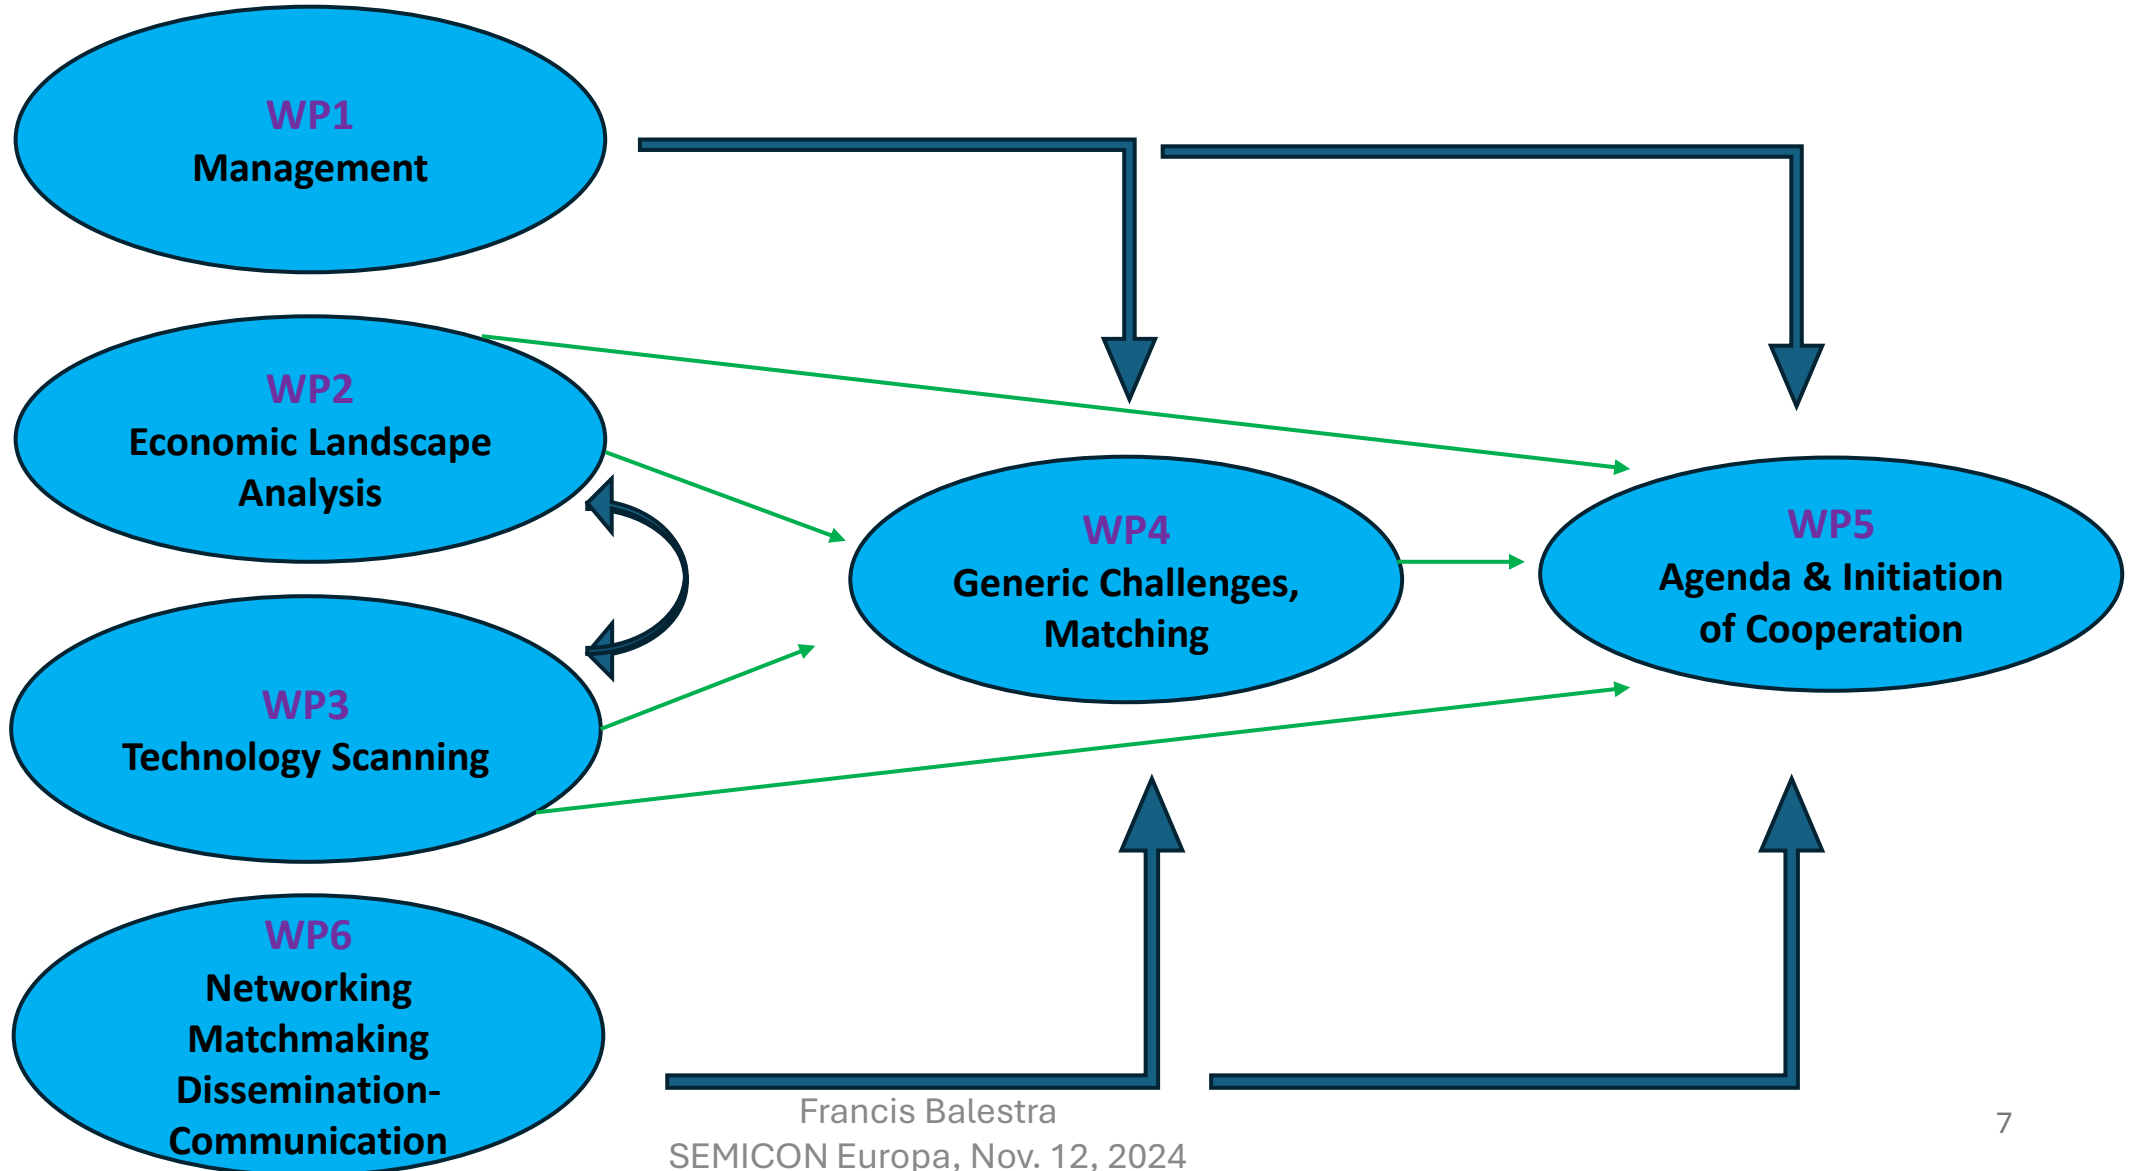 WP1
Management
WP2
Economic Landscape
Analysis
WP3
Technology Scanning
WP6
Networking
Matchmaking
Dissemination-
Communication
WP4
Generic Challenges,
Matching
WP5
Agenda & Initiation
of Cooperation
Francis Balestra
SEMICON Europa, Nov. 12, 2024
7